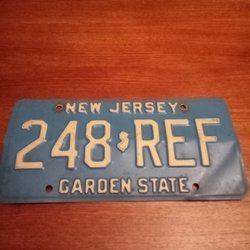 NEW JERSEY
248 REF
GARDEN STATE